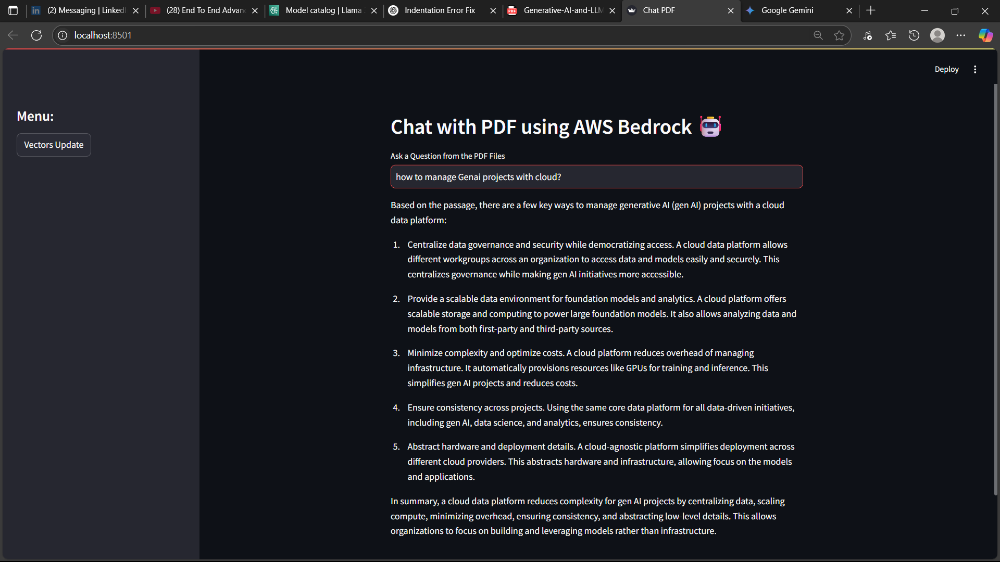 (2) Messaging | LinkedI
(28) End To End Advan
Model catalog | Llama
Indentation Error Fix
PDF
Generative-AI-and-LLM
Chat PDF
Google Gemini
localhost:8501
Deploy
Menu:
Vectors Update
Chat with PDF using AWS Bedrock
Ask a Question from the PDF Files
how to manage Genai projects with cloud?
Based on the passage, there are a few key ways to manage generative AI (gen AI) projects with a cloud
data platform:
1. Centralize data governance and security while democratizing access. A cloud data platform allows
different workgroups across an organization to access data and models easily and securely. This
centralizes governance while making gen AI initiatives more accessible.
2. Provide a scalable data environment for foundation models and analytics. A cloud platform offers
scalable storage and computing to power large foundation models. It also allows analyzing data and
models from both first-party and third-party sources.
3. Minimize complexity and optimize costs. A cloud platform reduces overhead of managing
infrastructure. It automatically provisions resources like GPUs for training and inference. This
simplifies gen AI projects and reduces costs.
4. Ensure consistency across projects. Using the same core data platform for all data-driven initiatives,
including gen AI, data science, and analytics, ensures consistency.
5. Abstract hardware and deployment details. A cloud-agnostic platform simplifies deployment across
different cloud providers. This abstracts hardware and infrastructure, allowing focus on the models
and applications.
In summary, a cloud data platform reduces complexity for gen AI projects by centralizing data, scaling
compute, minimizing overhead, ensuring consistency, and abstracting low-level details. This allows
organizations to focus on building and leveraging models rather than infrastructure.